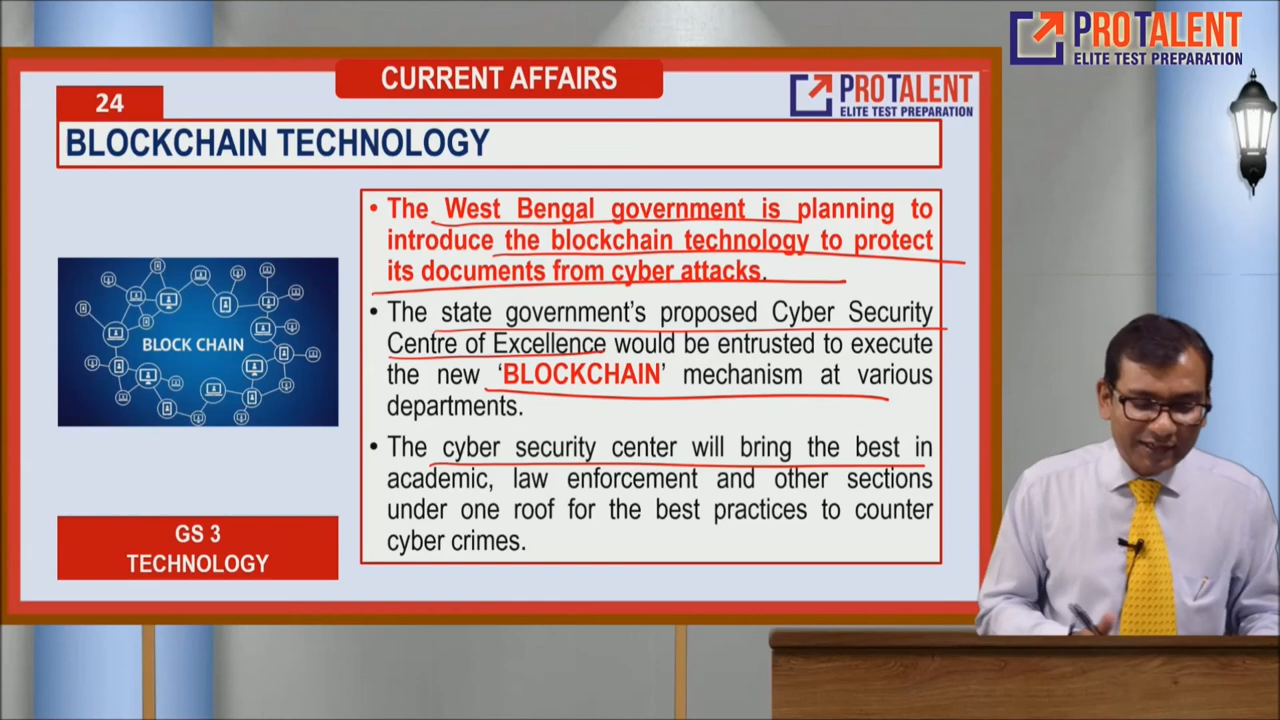 PROTALENT
ELITE TEST PREPARATION
CURRENT AFFAIRS
PROTALENT
ELITE TEST PREPARATION
24
BLOCKCHAIN TECHNOLOGY
• The West Bengal government is planning to
introduce the blockchain technology to protect
its documents from cyber attacks.
• The state government’s proposed Cyber Security
Centre of Excellence would be entrusted to execute
the new ‘BLOCKCHAIN’ mechanism at various
departments.
• The cyber security center will bring the best in
academic, law enforcement and other sections
under one roof for the best practices to counter
cyber crimes.
BLOCK CHAIN
GS 3
TECHNOLOGY